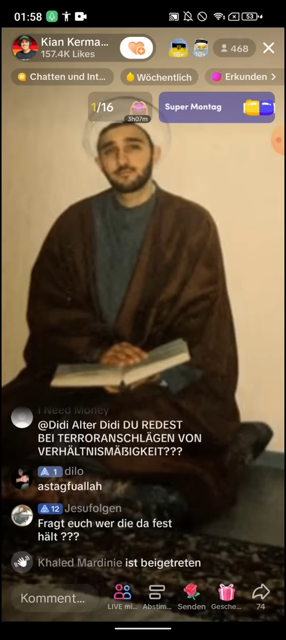 01:58
53
Kian Kerma...
157.4K Likes
468
Chatten und Int...
Wöchentlich
Erkunden >
1/16
3h07m
Super Montag
I Need Money
@Didi Alter Didi DU REDEST
BEI TERRORANSCHLÄGEN VON
VERHÄLTNISMÄẞIGKEIT???
1 dilo
astagfuallah
12 Jesufolgen
Fragt euch wer die da fest
hält ???
Khaled Mardinie ist beigetreten
Komment...
LIVE mi...
Abstim...
Senden
Gesche...
74